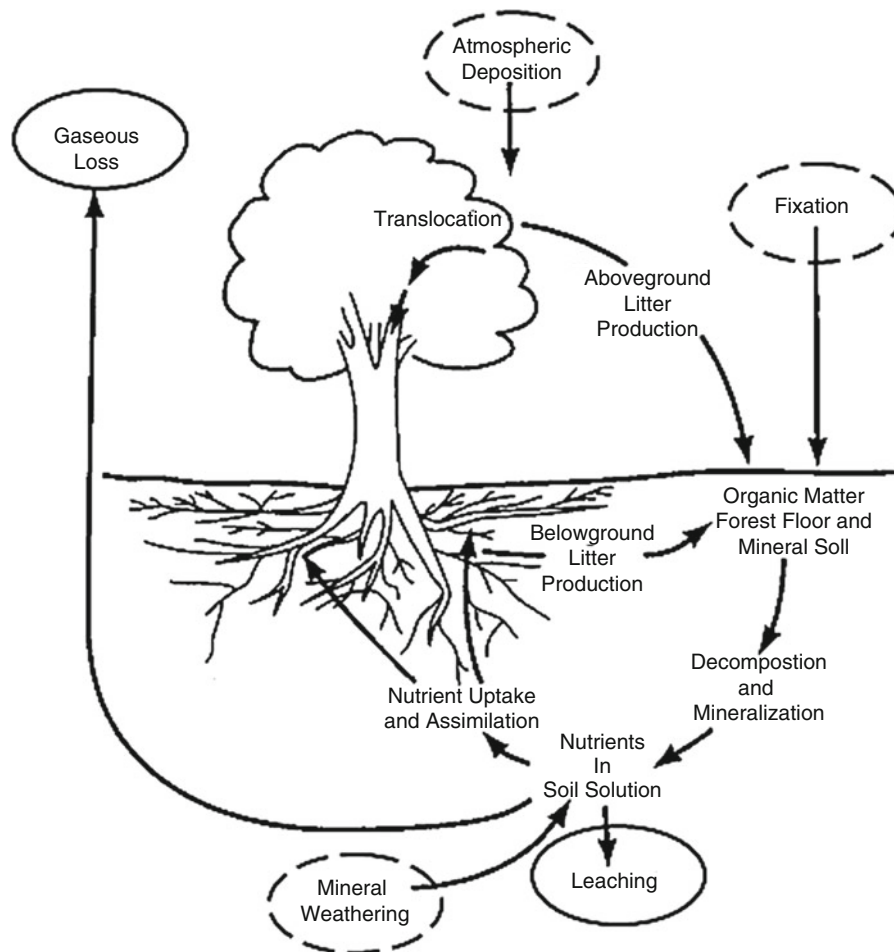 Atmospheric
Deposition
Gaseous
Loss
Fixation
Translocation
Aboveground
Litter
Production
Organic Matter
Forest Floor and
Mineral Soll
Belowground
Litter
Production
Decompostion
and
Mineralization
Nutrient Uptake
and Assimilation
Nutrients
In
Soil Solution
Mineral
Weathering
Leaching